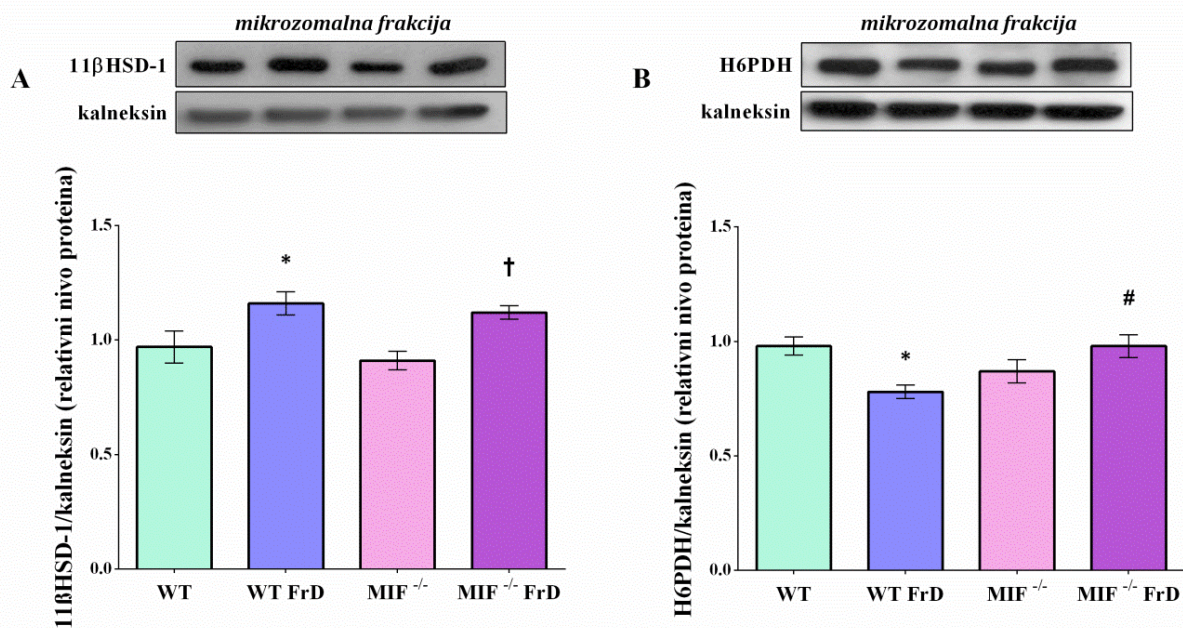 mikrozomalna frakcija
A
11βHSD-1
kalneksin
11βHSD-1/kalneksin (relativni nivo proteina)
1.5
1.0
0.5
0.0
*
†
WT
WT FrD
MIF -/-
MIF -/- FrD
mikrozomalna frakcija
B
H6PDH
kalneksin
H6PDH/kalneksin (relativni nivo proteina)
1.5
1.0
0.5
0.0
*
#
WT
WT FrD
MIF -/-
MIF -/- FrD